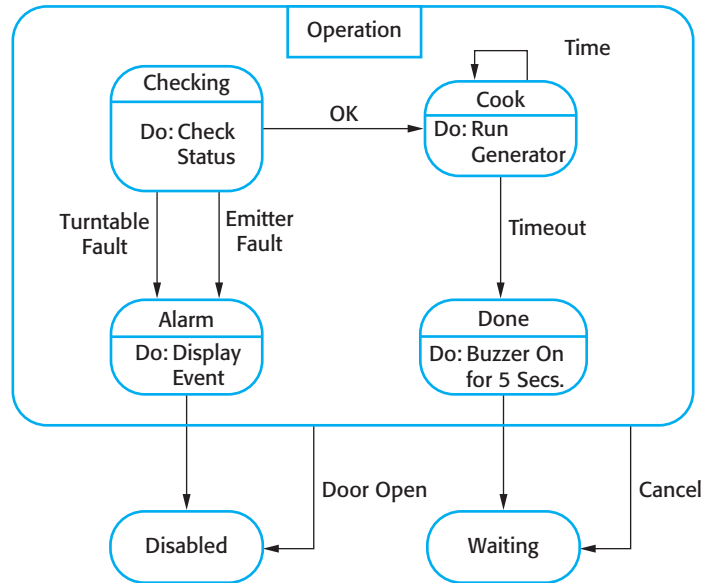 Operation
Time
Checking
Cook
OK
Do: Check
Status
Do: Run
Generator
Turntable
Fault
Emitter
Fault
Timeout
Alarm
Done
Do: Display
Event
Do: Buzzer On
for 5 Secs.
Door Open
Cancel
Disabled
Waiting